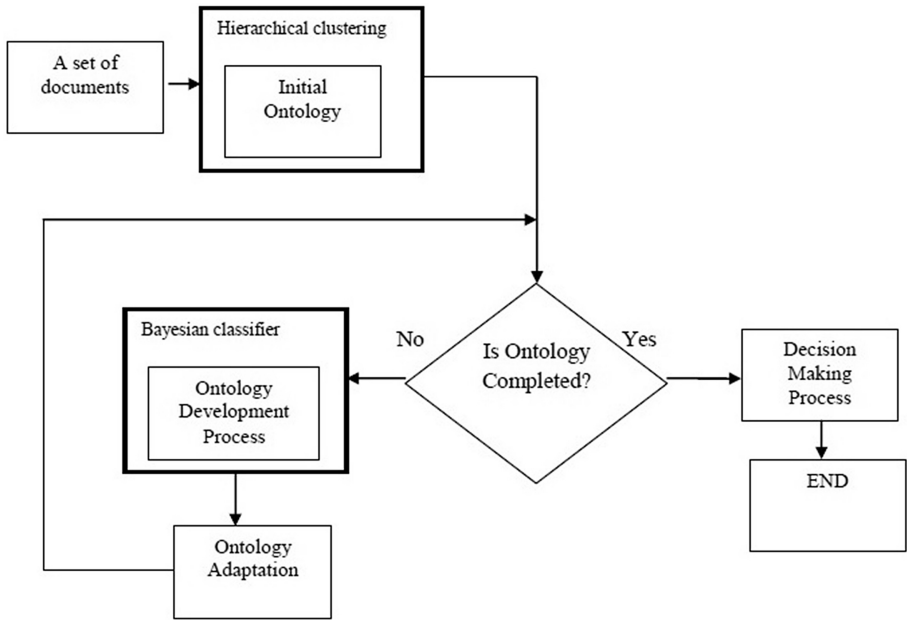 Hierarchical clustering
A set of
documents
Initial
Ontology
Bayesian classifier
Ontology
Development
Process
No
Is Ontology
Completed?
Yes
Decision
Making
Process
END
Ontology
Adaptation